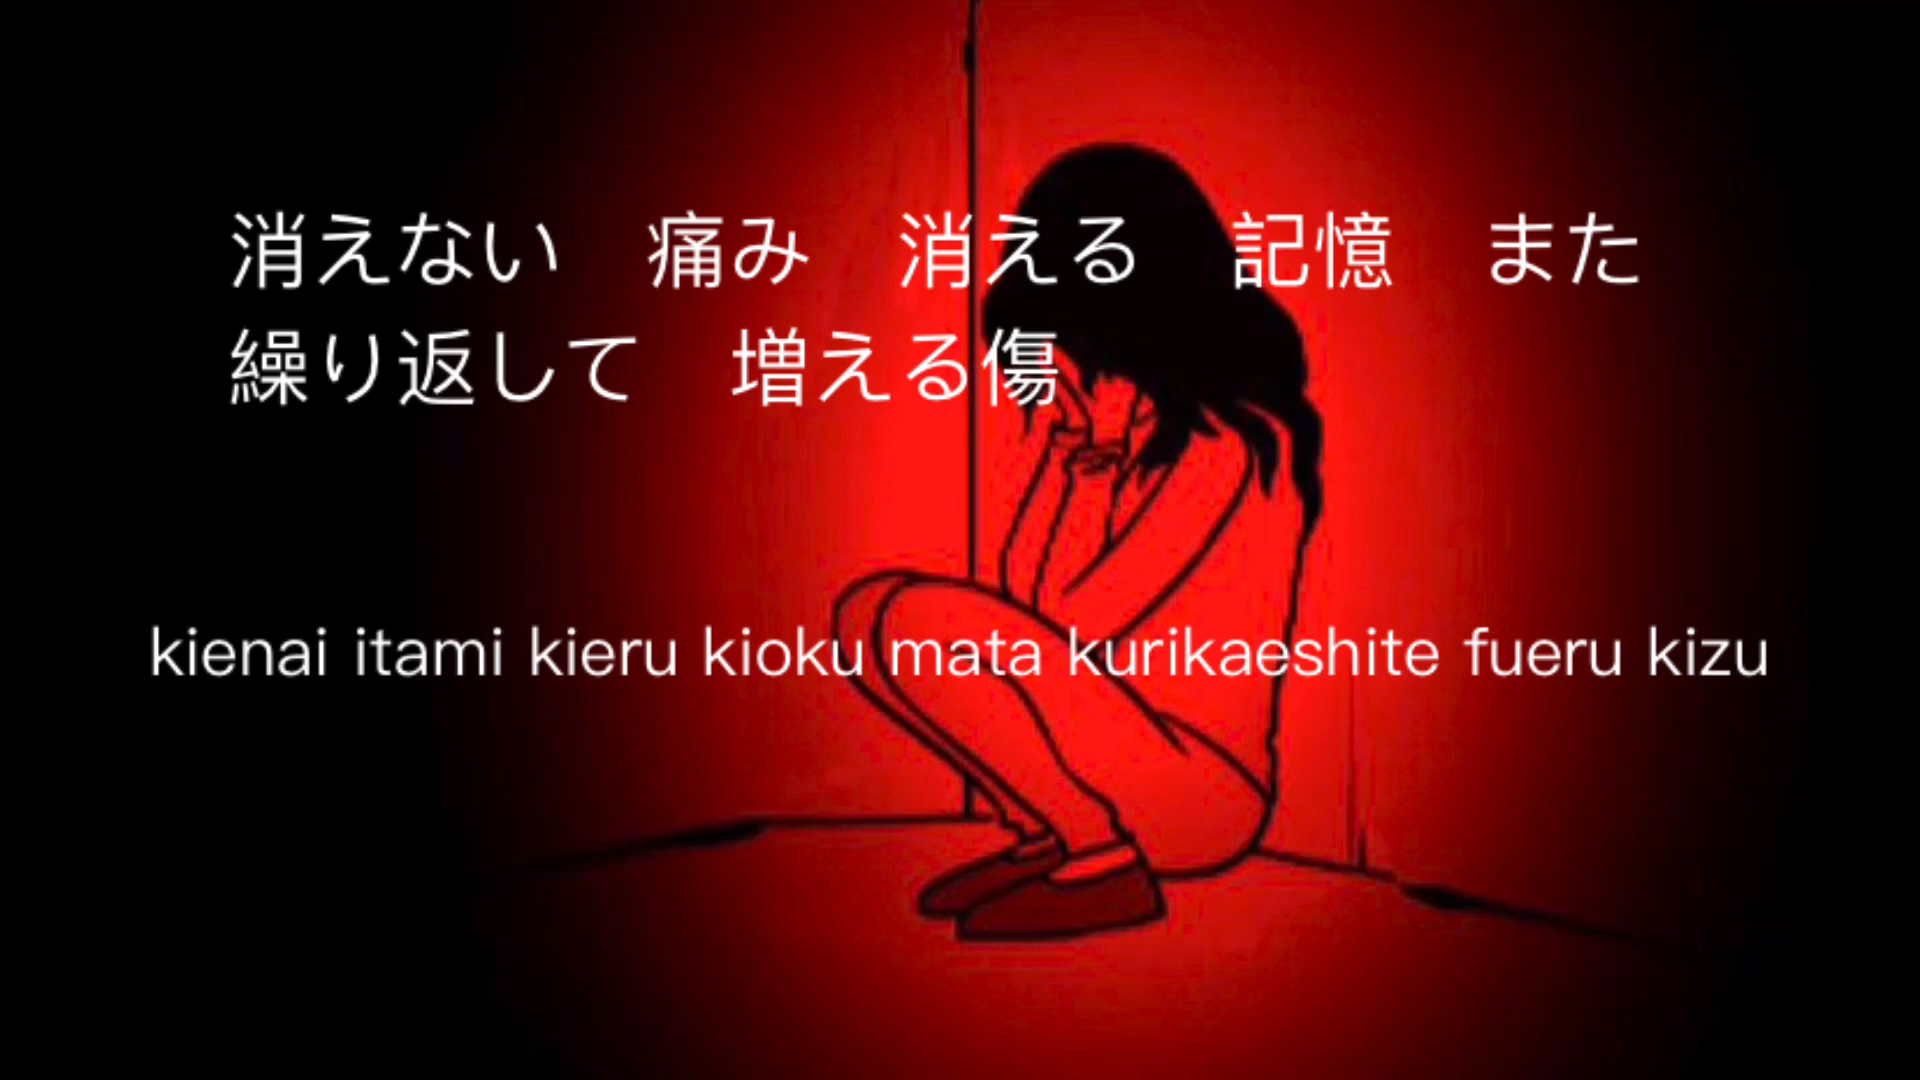 消えない　痛み　消える　記憶　また
繰り返して　増える傷
kienai itami kieru kioku mata kurikaeshite fueru kizu